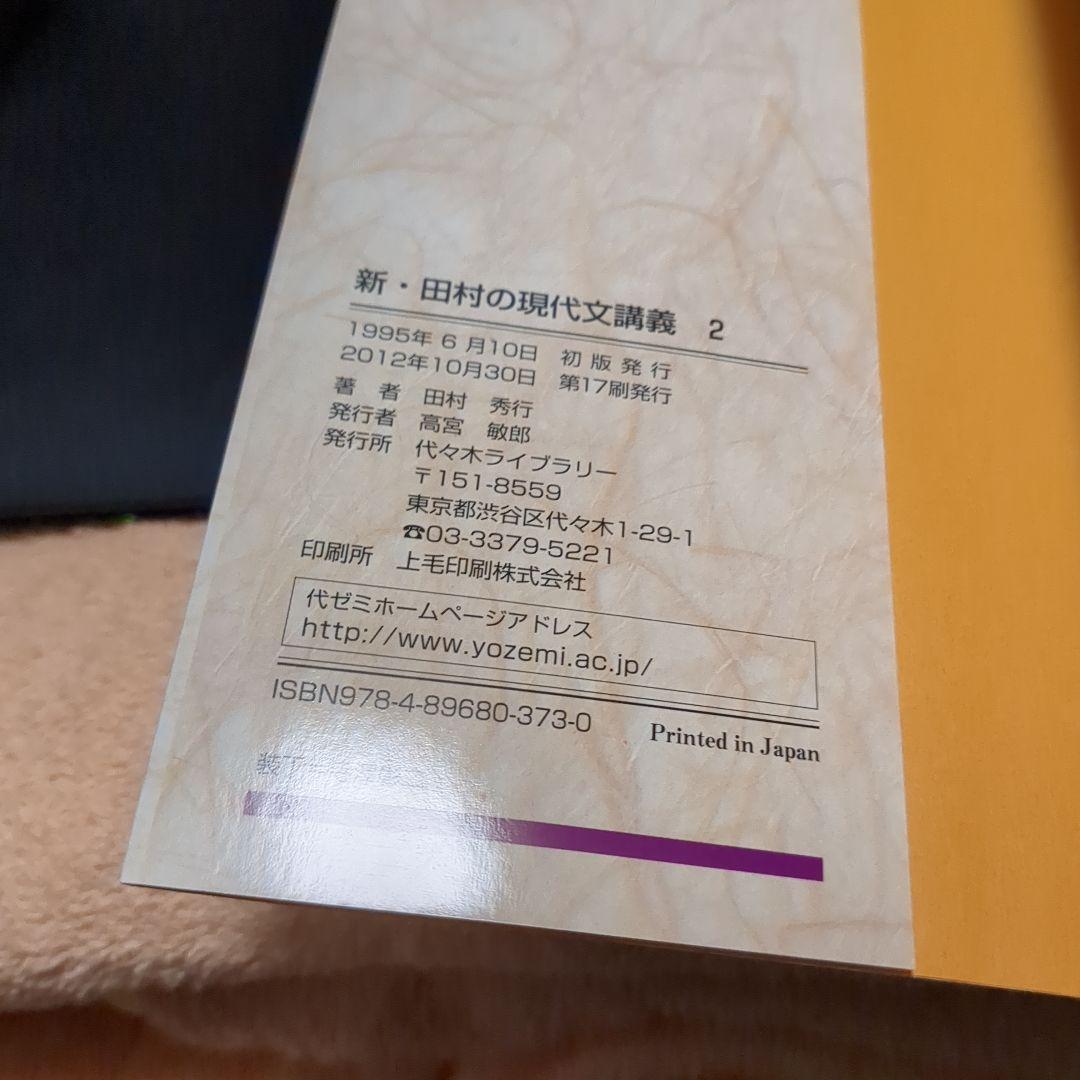 新・田村の現代文講義 2
1995年 6 月10日 初 版 発 行
2012年10月30日 第17刷発行
著 者 田村 秀行
発行者 高宮 敏郎
発行所 代々木ライブラリー
〒151-8559
東京都渋谷区代々木1-29-1
☎03-3379-5221
印刷所 上毛印刷株式会社
代ゼミホームページアドレス
http://www.yozemi.ac.jp/
ISBN978-4-89680-373-0
Printed in Japan